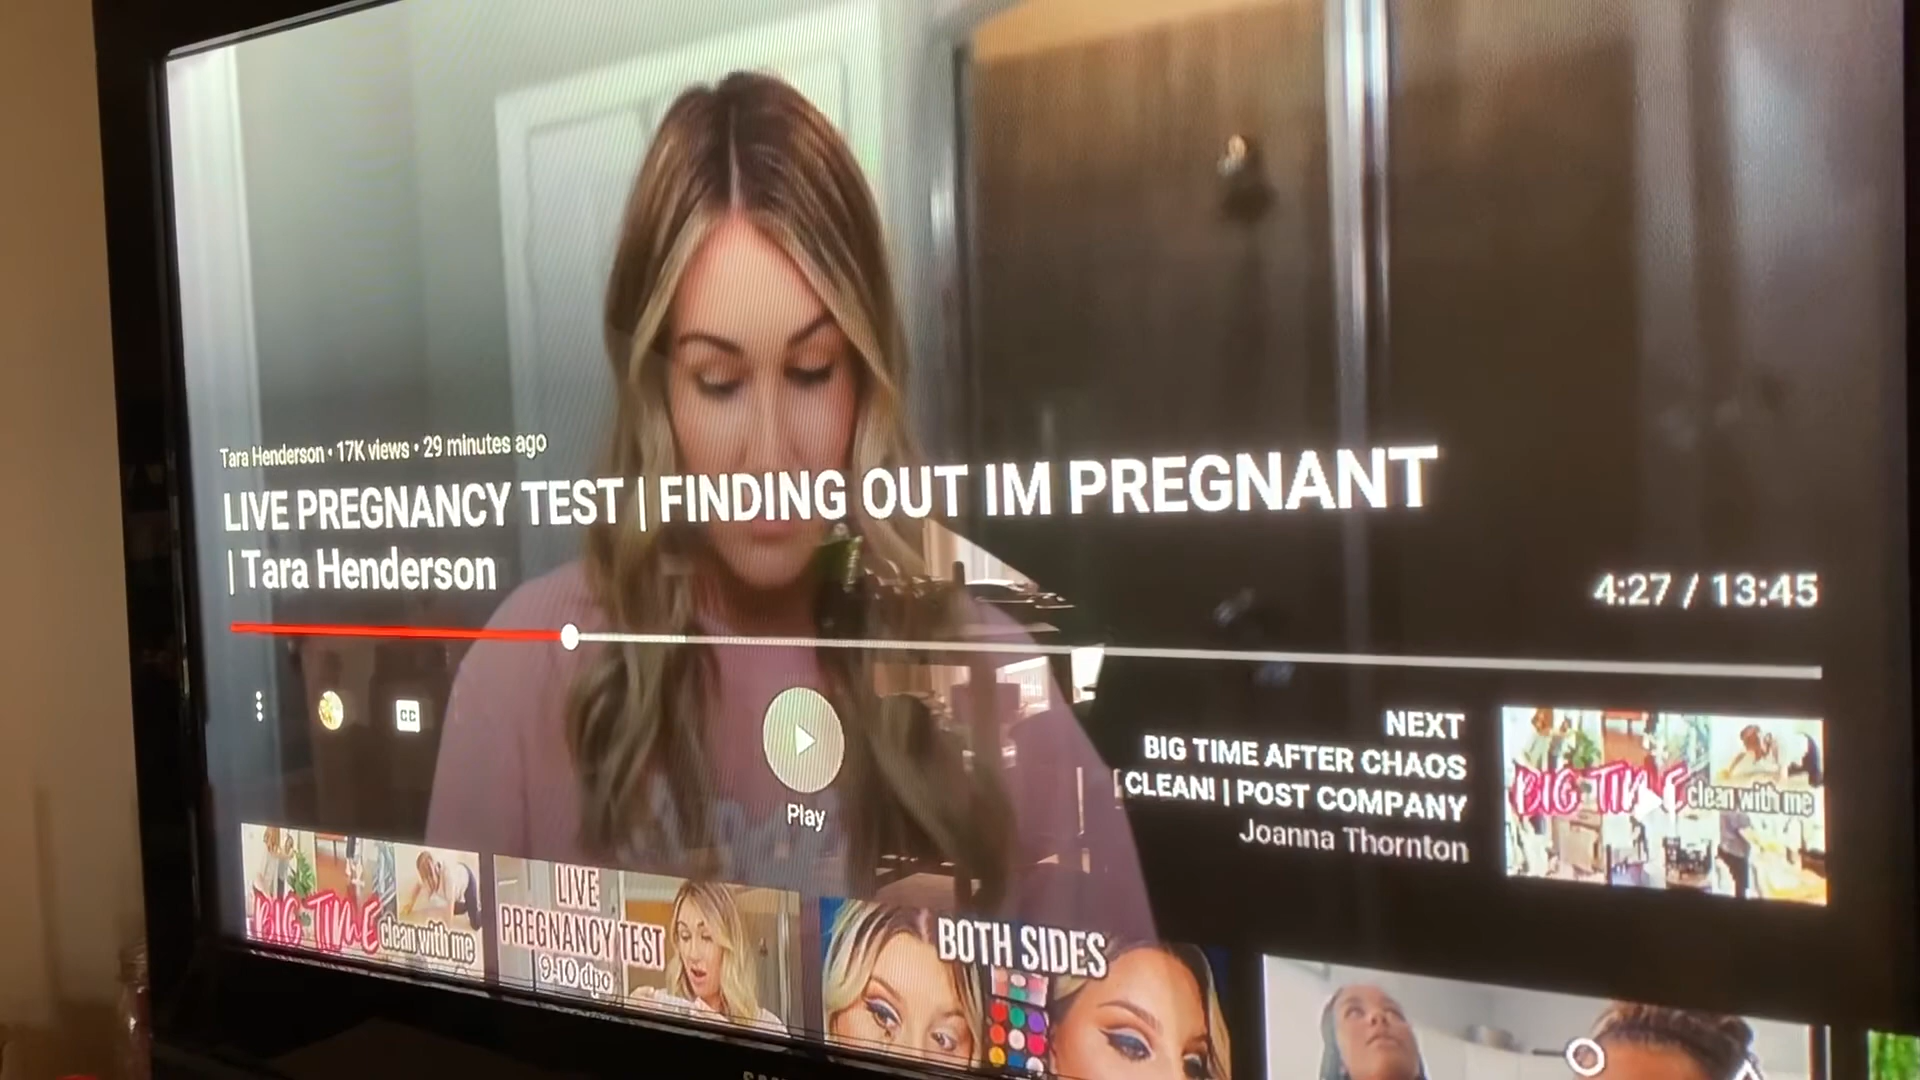 Tara Henderson • 17K views • 29 minutes ago
LIVE PREGNANCY TEST | FINDING OUT IM PREGNANT
| Tara Henderson
4:27 / 13:45
CC
Play
NEXT
BIG TIME AFTER CHAOS
CLEAN! | POST COMPANY
Joanna Thornton
BIG TIME clean with me
BIG TIME clean with me
LIVE
PREGNANCY TEST
9-10 dpo
BOTH SIDES